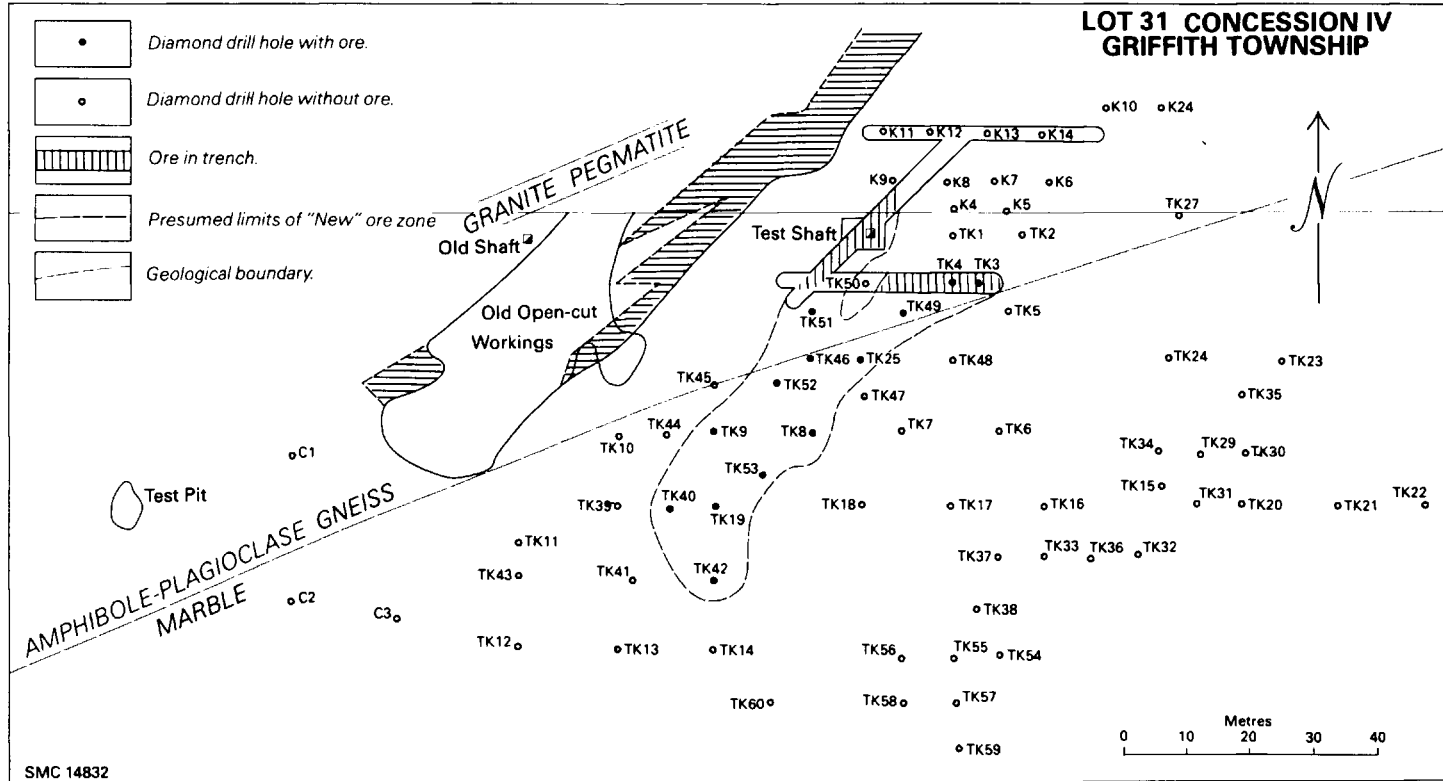 LOT 31 CONCESSION IV
GRIFFITH TOWNSHIP
Diamond drill hole with ore.
Diamond drill hole without ore.
Ore in trench.
Presumed limits of "New" ore zone
Geological boundary.
K10 K24
K11 K12 K13 K14
GRANITE PEGMATITE
N
K9 K8 K7 K6
K4 K5 TK27
Old Shaft Test Shaft TK1 TK2
TK50 TK4 TK3
Old Open-cut
Workings
TK51 TK49 TK5
TK46 TK25 TK48 TK24 TK23
TK45 TK52 TK47 TK35
TK10 TK44 TK9 TK8 TK7 TK6
C1 TK53 TK34 TK29 TK30
Test Pit
TK39 TK40 TK19 TK18 TK17 TK16 TK15 TK31 TK20 TK21 TK22
AMPHIBOLE-PLAGIOCLASE GNEISS
MARBLE
TK11 TK37 TK33 TK36 TK32
TK43 TK41 TK42
C2 C3 TK38
TK12 TK13 TK14 TK56 TK55 TK54
TK60 TK58 TK57
TK59
Metres
0 10 20 30 40
SMC 14832